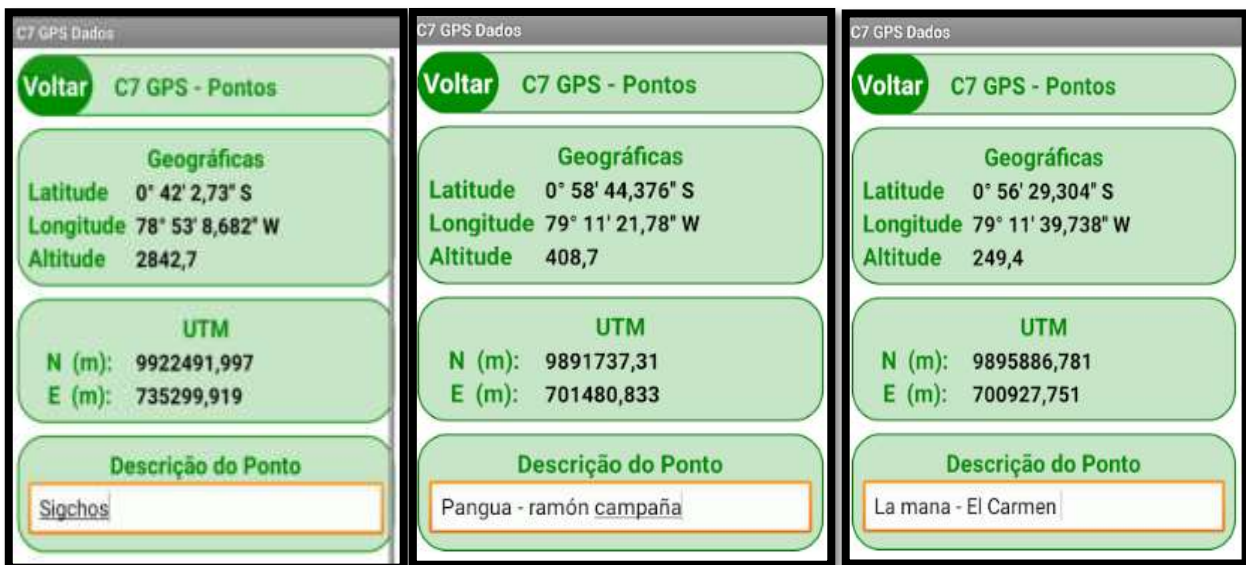 C7 GPS Dados
Voltar C7 GPS - Pontos
Geográficas
Latitude 0° 42' 2,73" S
Longitude 78° 53' 8,682" W
Altitude 2842,7
UTM
N (m): 9922491,997
E (m): 735299,919
Descrição do Ponto
Sigchos
C7 GPS Dados
Voltar C7 GPS - Pontos
Geográficas
Latitude 0° 58' 44,376" S
Longitude 79° 11' 21,78" W
Altitude 408,7
UTM
N (m): 9891737,31
E (m): 701480,833
Descrição do Ponto
Pangua - ramón campaña
C7 GPS Dados
Voltar C7 GPS - Pontos
Geográficas
Latitude 0° 56' 29,304" S
Longitude 79° 11' 39,738" W
Altitude 249,4
UTM
N (m): 9895886,781
E (m): 700927,751
Descrição do Ponto
La mana - El Carmen